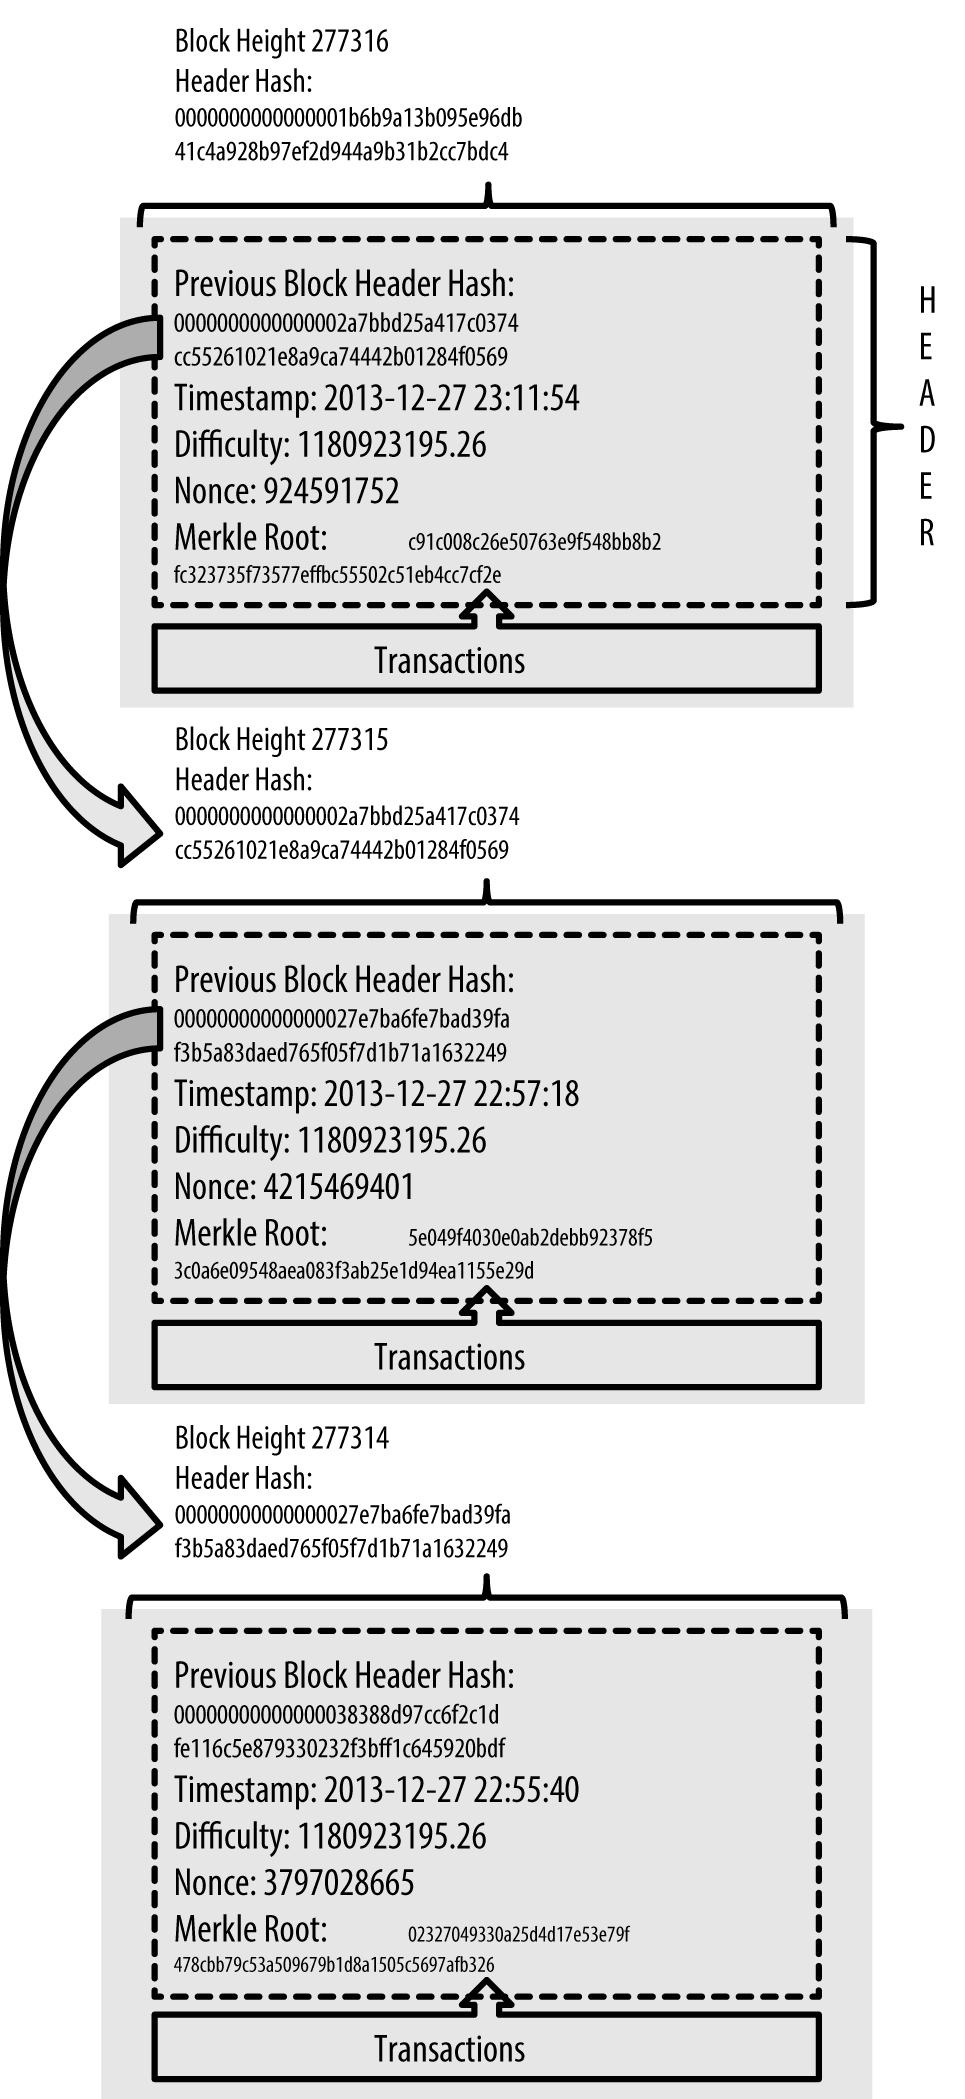 Block Height 277316
Header Hash:
0000000000000001b6b9a13b095e96db
41c4a928b97ef2d944a9b31b2cc7bdc4
Previous Block Header Hash:
0000000000000002a7bbd25a417c0374
cc55261021e8a9ca74442b01284f0569
Timestamp: 2013-12-27 23:11:54
Difficulty: 1180923195.26
Nonce: 924591752
Merkle Root: c91c008c26e50763e9f548bb8b2
fc323735f73577effbc55502c51eb4cc7cf2e
HEADER
Transactions
Block Height 277315
Header Hash:
0000000000000002a7bbd25a417c0374
cc55261021e8a9ca74442b01284f0569
Previous Block Header Hash:
00000000000000027e7ba6fe7bad39fa
f3b5a83daed765f05f7d1b71a1632249
Timestamp: 2013-12-27 22:57:18
Difficulty: 1180923195.26
Nonce: 4215469401
Merkle Root: 5e049f4030e0ab2debb92378f5
3c0a6e09548aea083f3ab25e1d94ea1155e29d
Transactions
Block Height 277314
Header Hash:
00000000000000027e7ba6fe7bad39fa
f3b5a83daed765f05f7d1b71a1632249
Previous Block Header Hash:
00000000000000038388d97cc6f2c1d
fe116c5e879330232f3bff1c645920bdf
Timestamp: 2013-12-27 22:55:40
Difficulty: 1180923195.26
Nonce: 3797028665
Merkle Root: 02327049330a25d4d17e53e79f
478cbb79c53a509679b1d8a1505c5697afb326
Transactions